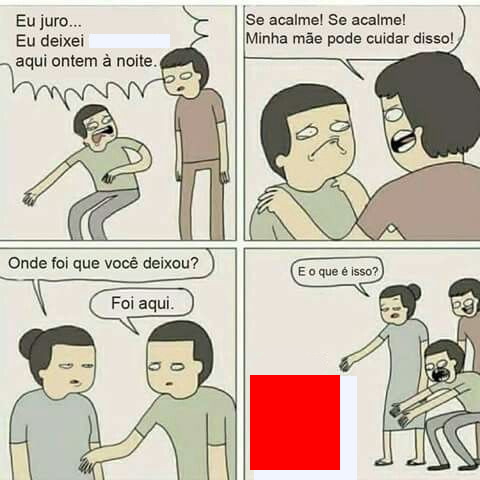 Eu juro...
Eu deixei
aqui ontem à noite.
Se acalme! Se acalme!
Minha mãe pode cuidar disso!
Onde foi que você deixou?
Foi aqui.
E o que é isso?